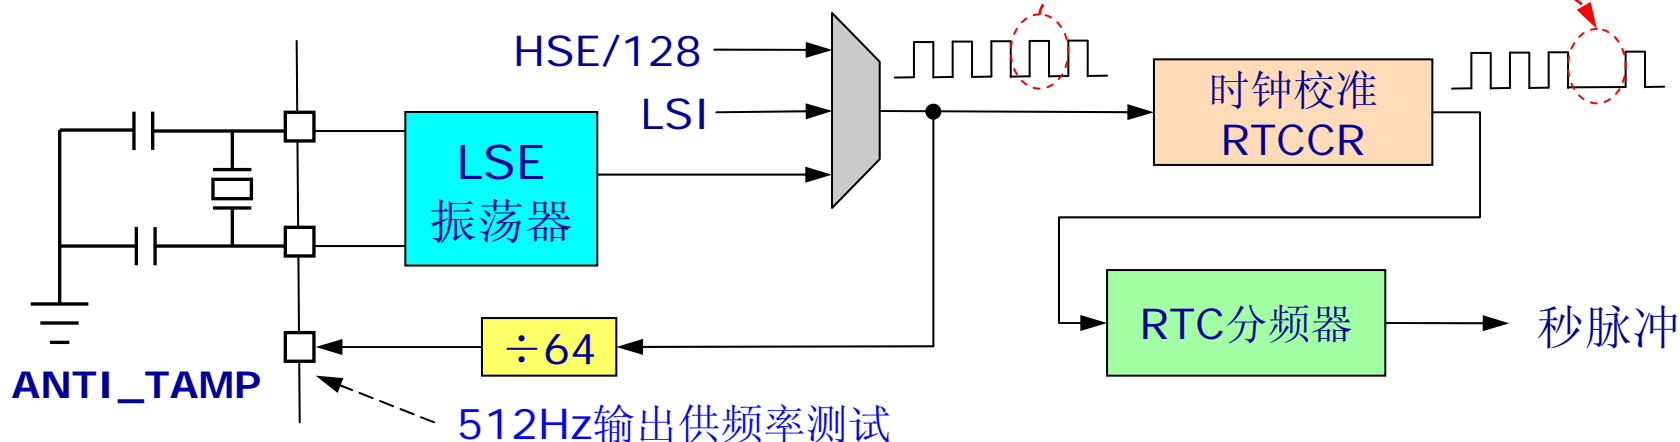 HSE/128
LSI
LSE
振荡器
时钟校准
RTCCR
RTC分频器
秒脉冲
÷64
ANTI_TAMP
512Hz输出供频率测试